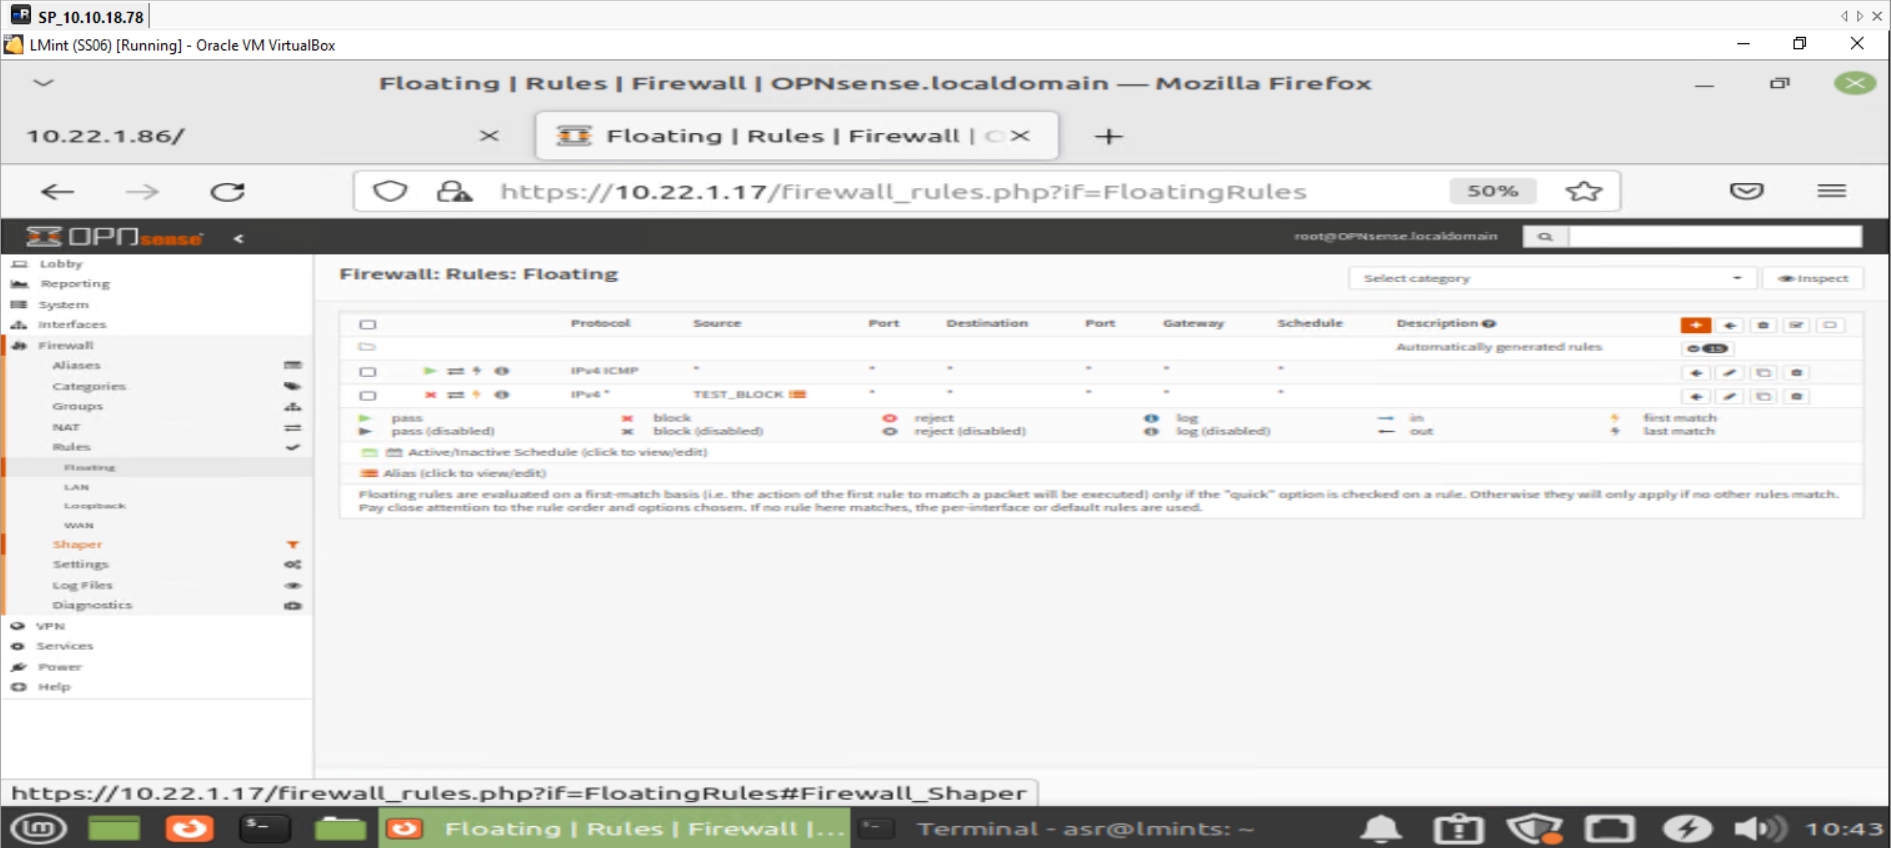 SP_10.10.18.78
LMint (SS06) [Running] - Oracle VM VirtualBox
Floating | Rules | Firewall | OPNsense.localdomain — Mozilla Firefox
10.22.1.86/
Floating | Rules | Firewall |
https://10.22.1.17/firewall_rules.php?if=FloatingRules
50%
OPNsense
root@OPNsense.localdomain
Lobby
Reporting
System
Interfaces
Firewall
Aliases
Categories
Groups
NAT
Rules
Floating
LAN
Loopback
WAN
Shaper
Settings
Log Files
Diagnostics
VPN
Services
Power
Help
Firewall: Rules: Floating
Select category
Inspect
Protocol Source Port Destination Port Gateway Schedule Description
Automatically generated rules
15
IPv4 ICMP * * * * * *
IPv4 * TEST_BLOCK * * * * *
pass block reject log in first match
pass (disabled) block (disabled) reject (disabled) log (disabled) out last match
Active/Inactive Schedule (click to view/edit)
Alias (click to view/edit)
Floating rules are evaluated on a first-match basis (i.e. the action of the first rule to match a packet will be executed) only if the "quick" option is checked on a rule. Otherwise they will only apply if no other rules match.
Pay close attention to the rule order and options chosen. If no rule here matches, the per-interface or default rules are used.
https://10.22.1.17/firewall_rules.php?if=FloatingRules#Firewall_Shaper
Floating | Rules | Firewall |...
Terminal - asr@lmints: ~
10:43